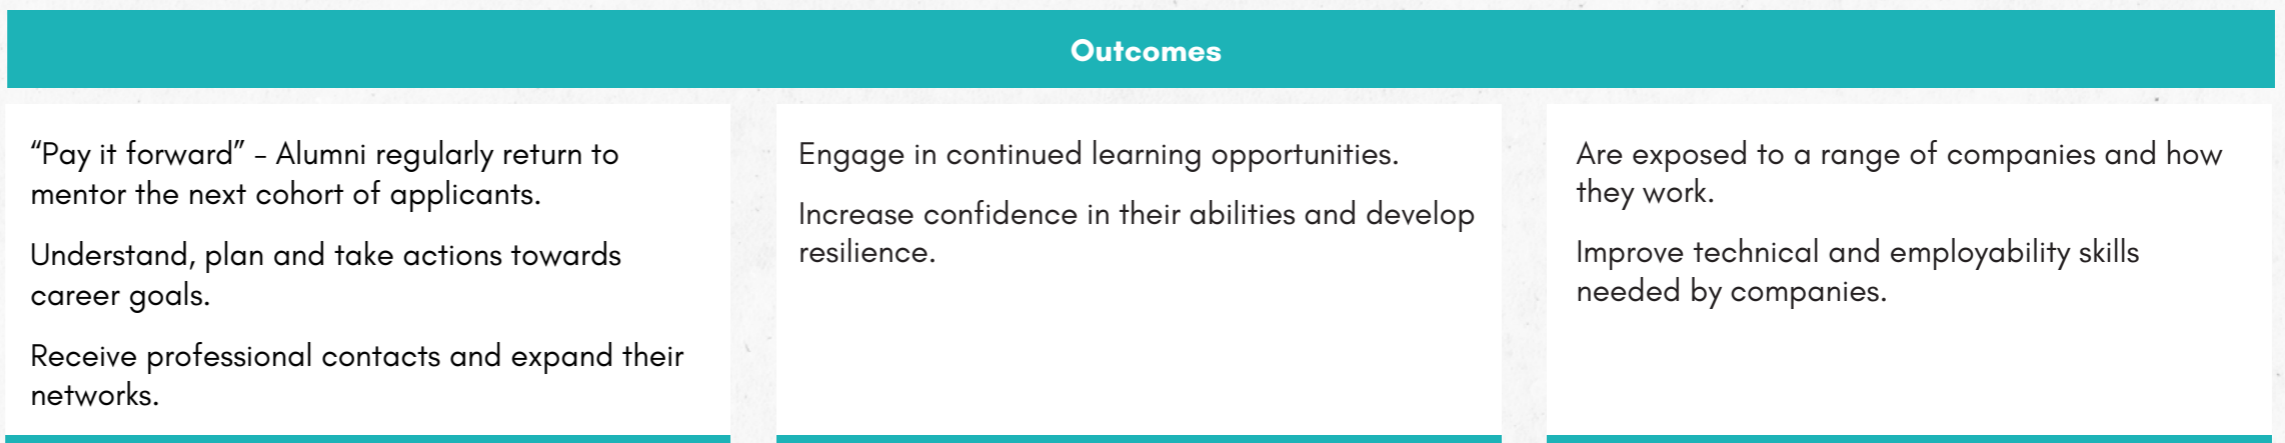 Outcomes
“Pay it forward” – Alumni regularly return to
mentor the next cohort of applicants.
Understand, plan and take actions towards
career goals.
Receive professional contacts and expand their
networks.
Engage in continued learning opportunities.
Increase confidence in their abilities and develop
resilience.
Are exposed to a range of companies and how
they work.
Improve technical and employability skills
needed by companies.